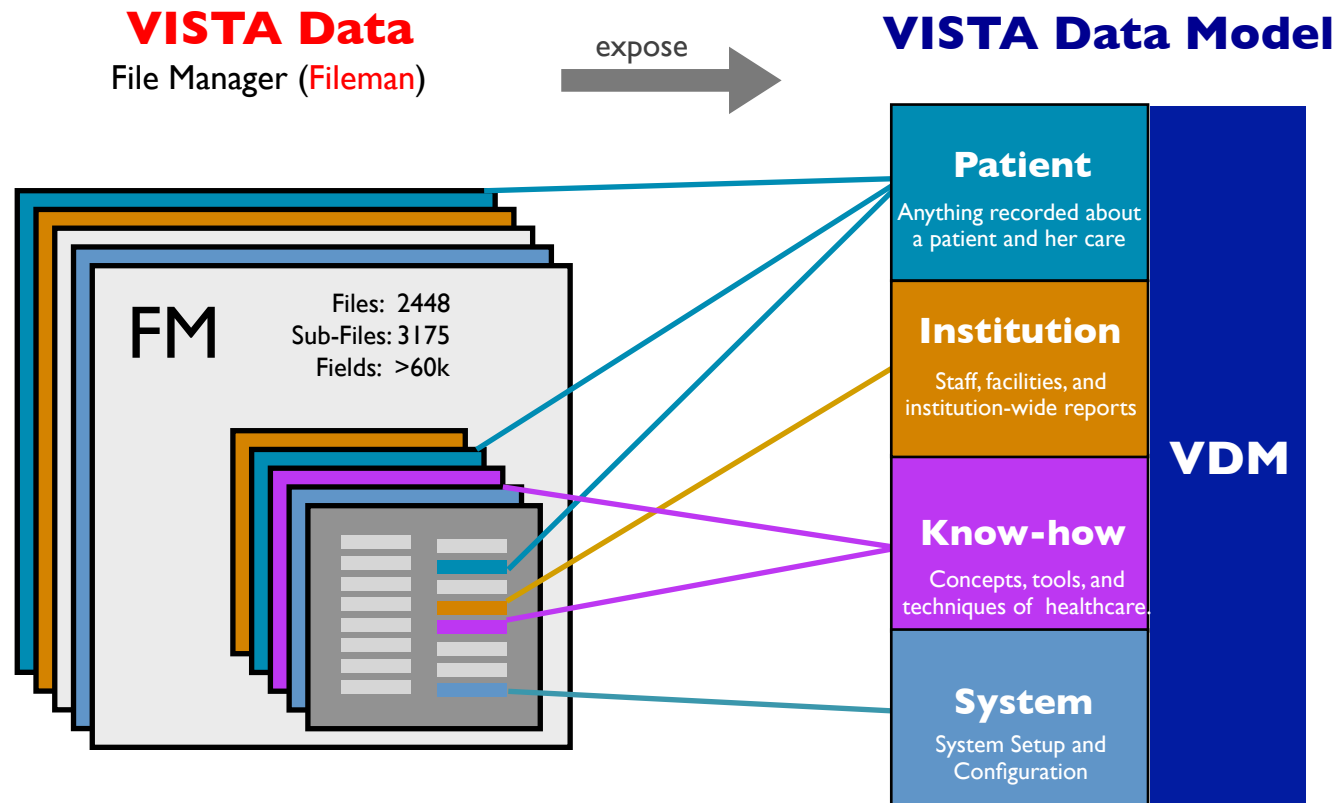 VISTA Data
File Manager (Fileman)
expose
VISTA Data Model
FM
Files: 2448
Sub-Files: 3175
Fields: >60k
Patient
Anything recorded about
a patient and her care
Institution
Staff, facilities, and
institution-wide reports
Know-how
Concepts, tools, and
techniques of healthcare.
System
System Setup and
Configuration
VDM